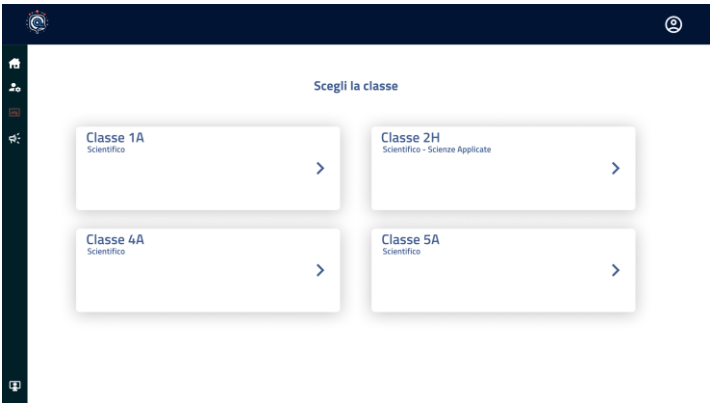 Scegli la classe
Classe 1A
Scientifico
Classe 2H
Scientifico - Scienze Applicate
Classe 4A
Scientifico
Classe 5A
Scientifico